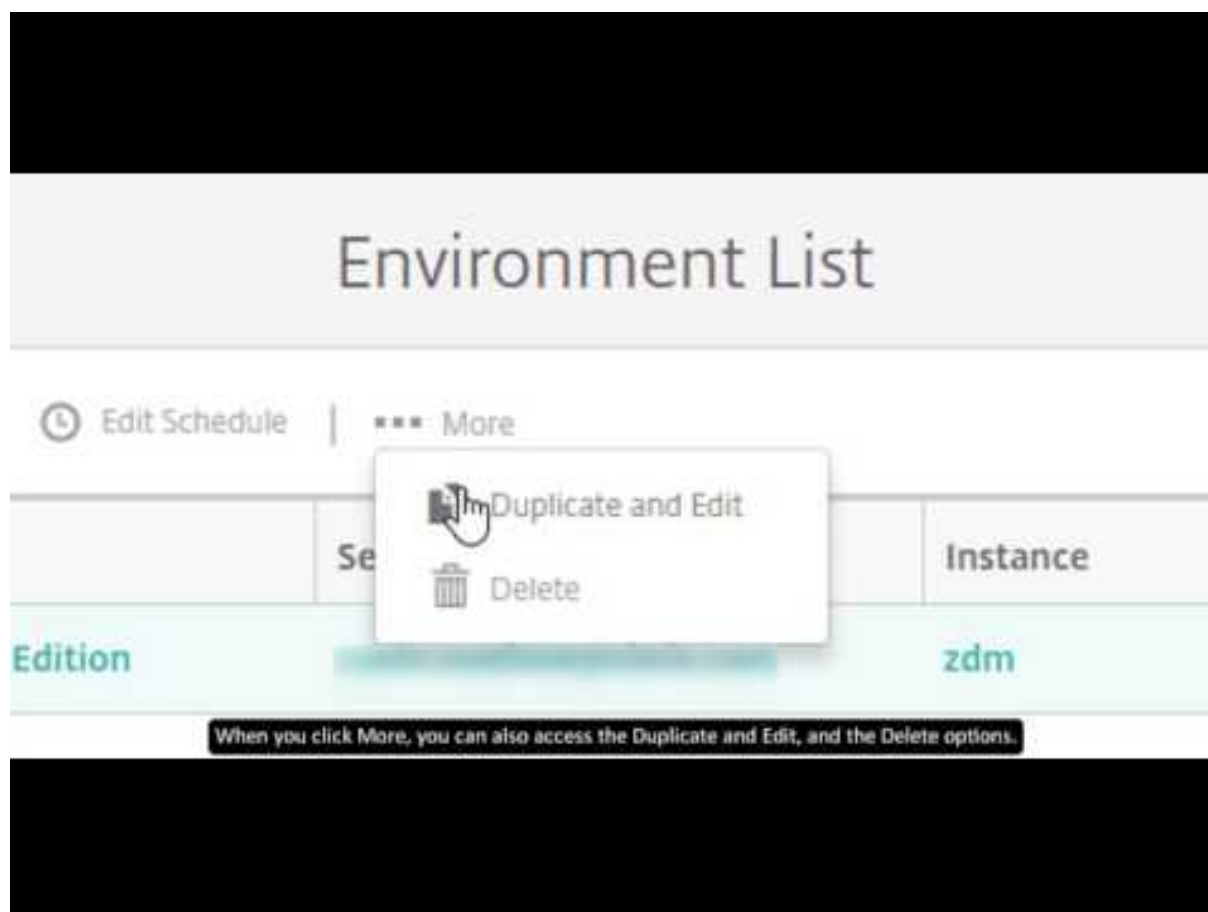 Environment List
Edit Schedule | More
Duplicate and Edit
Se Instance
Delete
Edition zdm
When you click More, you can also access the Duplicate and Edit, and the Delete options.